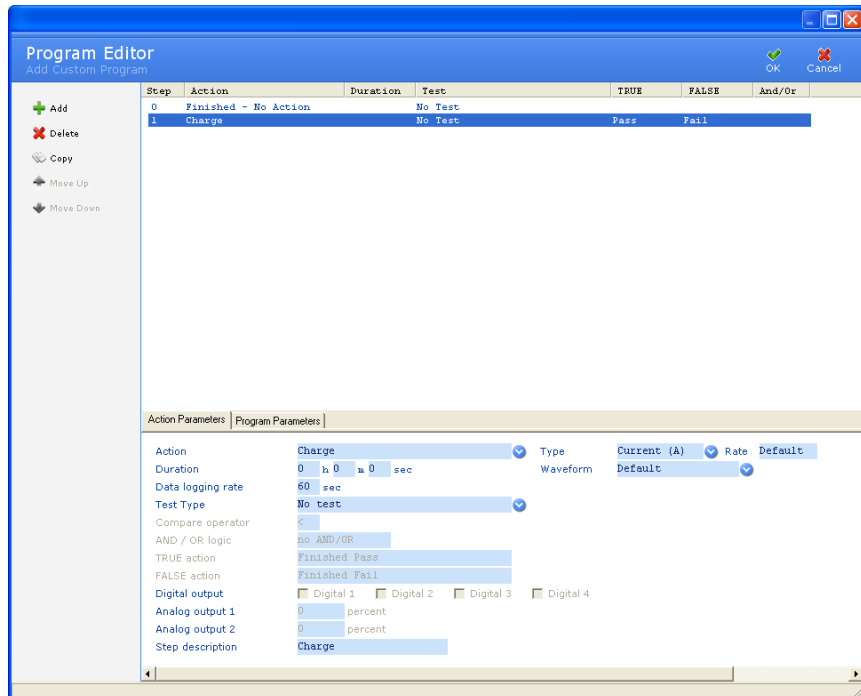 Program Editor
Add Custom Program
OK Cancel
Add
Delete
Copy
Move Up
Move Down
Step Action Duration Test TRUE FALSE And/Or
0 Finished - No Action No Test
1 Charge No Test Pass Fail
Action Parameters Program Parameters
Action Charge Type Current (A) Rate Default
Duration 0 h 0 m 0 sec Waveform Default
Data logging rate 60 sec
Test Type No test
Compare operator <
AND / OR logic no AND/OR
TRUE action Finished Pass
FALSE action Finished Fail
Digital output Digital 1 Digital 2 Digital 3 Digital 4
Analog output 1 0 percent
Analog output 2 0 percent
Step description Charge